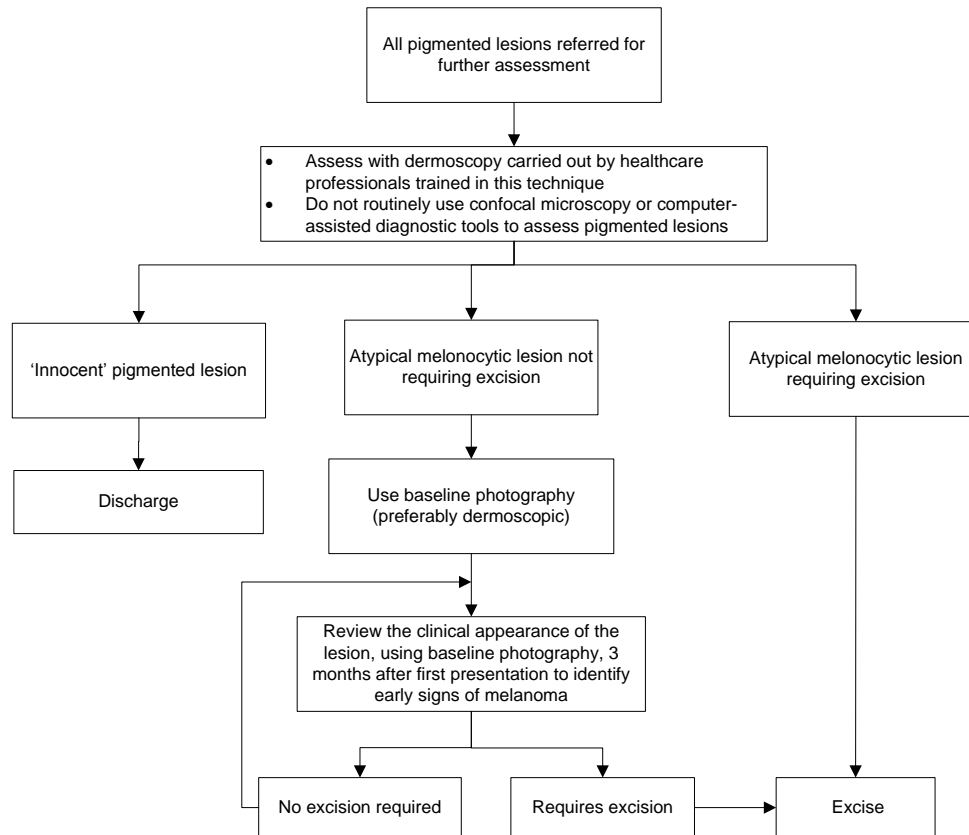 All pigmented lesions referred for
further assessment
• Assess with dermoscopy carried out by healthcare
professionals trained in this technique
• Do not routinely use confocal microscopy or computer-
assisted diagnostic tools to assess pigmented lesions
‘Innocent’ pigmented lesion
Atypical melonocytic lesion not
requiring excision
Atypical melonocytic lesion
requiring excision
Discharge
Use baseline photography
(preferably dermoscopic)
Review the clinical appearance of the
lesion, using baseline photography, 3
months after first presentation to identify
early signs of melanoma
No excision required
Requires excision
Excise